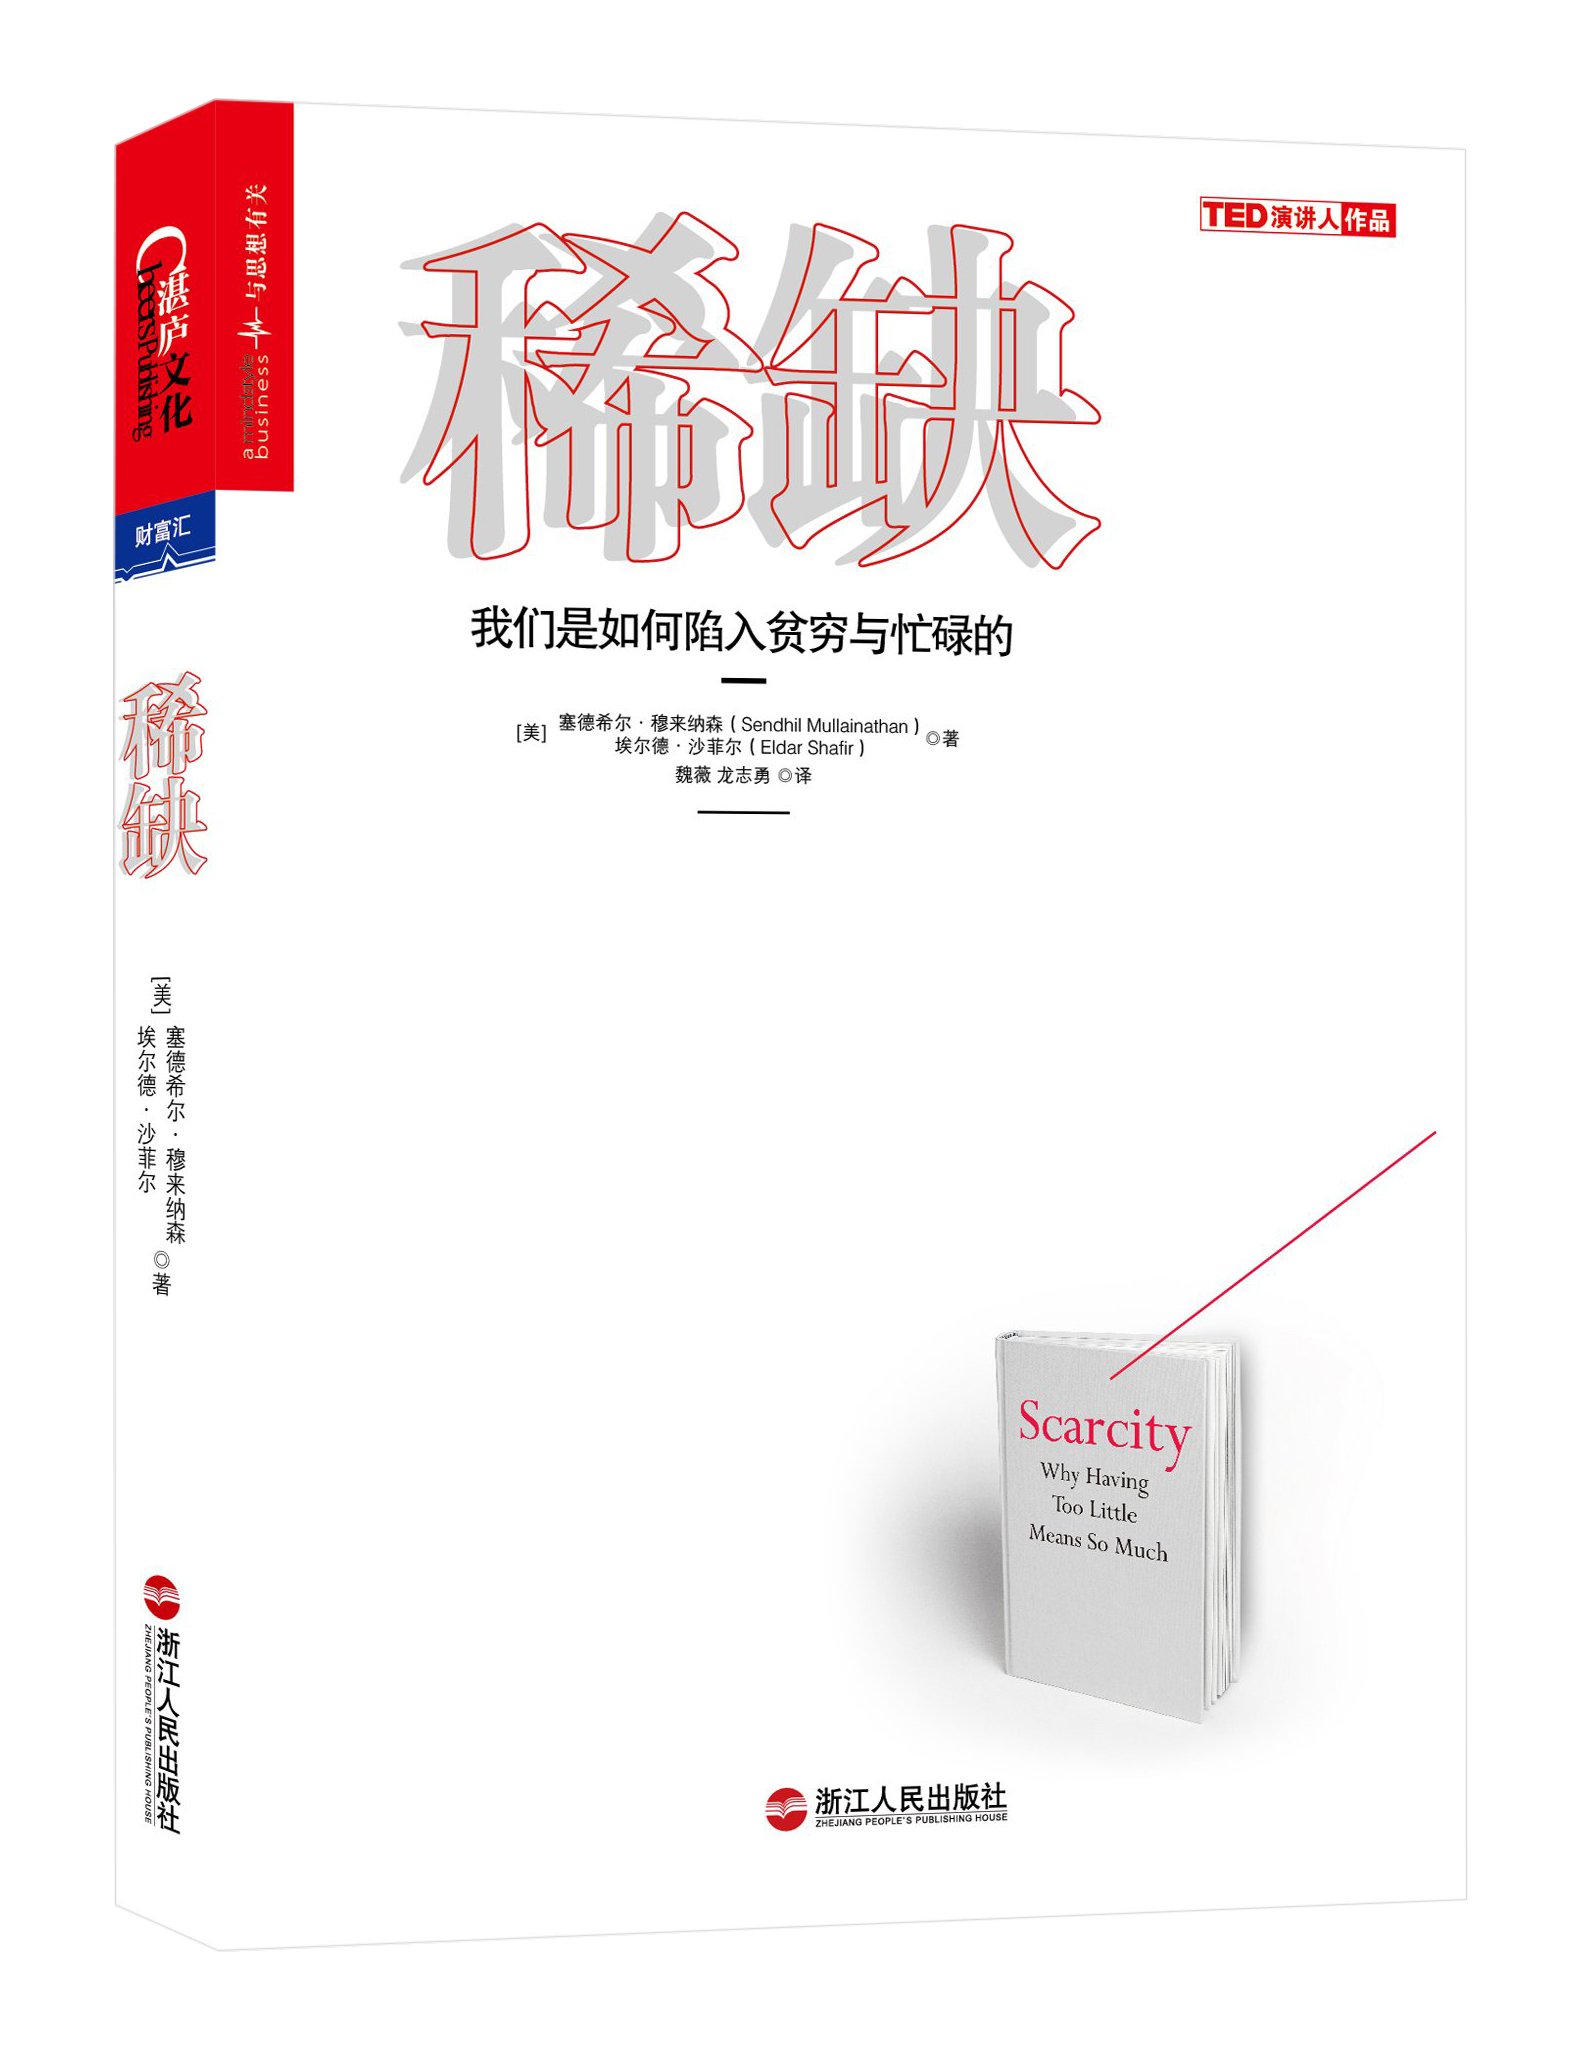 湛庐文化
CheersPublishing
与思想有关
a mindstyle
business
财富汇
稀缺
[美]
塞德希尔·穆来纳森
埃尔德·沙菲尔
◎著
浙江人民出版社
ZHEJIANG PEOPLE'S PUBLISHING HOUSE
TED演讲人作品
稀缺
我们是如何陷入贫穷与忙碌的
[美] 塞德希尔·穆来纳森(Sendhil Mullainathan)
埃尔德·沙菲尔(Eldar Shafir) ◎著
魏薇 龙志勇 ◎译
Scarcity
Why Having
Too Little
Means So Much
浙江人民出版社
ZHEJIANG PEOPLE'S PUBLISHING HOUSE